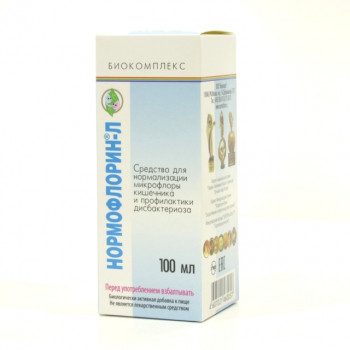 БИОКОМПЛЕКС
НОРМОФЛОРИН®-Л
Средство для
нормализации
микрофлоры
кишечника
и профилактики
дисбактериоза
100 мл
Перед употреблением взбалтывать
Биологически активная добавка к пище
Не является лекарственным средством
ЕАС